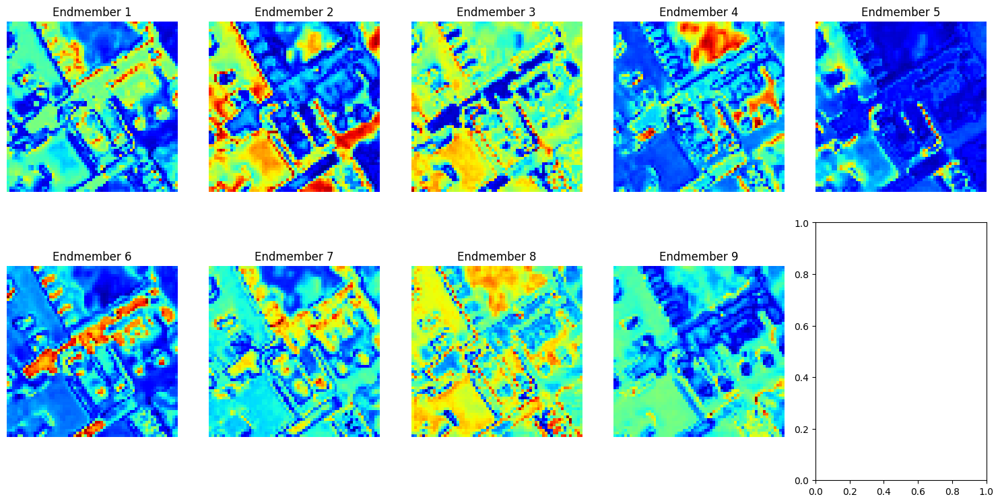 Endmember 1
Endmember 2
Endmember 3
Endmember 4
Endmember 5
Endmember 6
Endmember 7
Endmember 8
Endmember 9
1.0
0.8
0.6
0.4
0.2
0.0
0.0 0.2 0.4 0.6 0.8 1.0